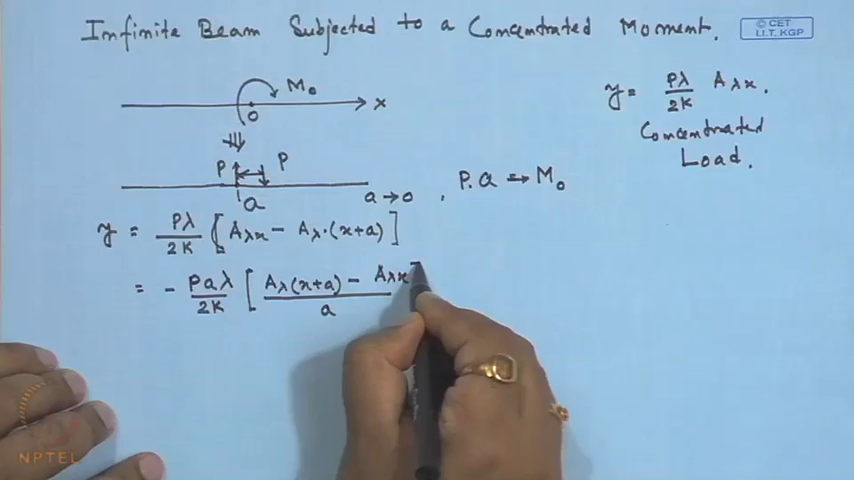 Infinite Beam Subjected to a Concentrated Moment.
© CET
I.I.T. KGP
M₀
O
x
y = Pλ/2K Aλx.
Concentrated
Load.
P
P
a
a → 0
, P.a → M₀
y = Pλ/2K [Aλx − Aλ.(x+a)]
= − Paλ/2K [(Aλ(x+a) − Aλx)/a
NPTEL